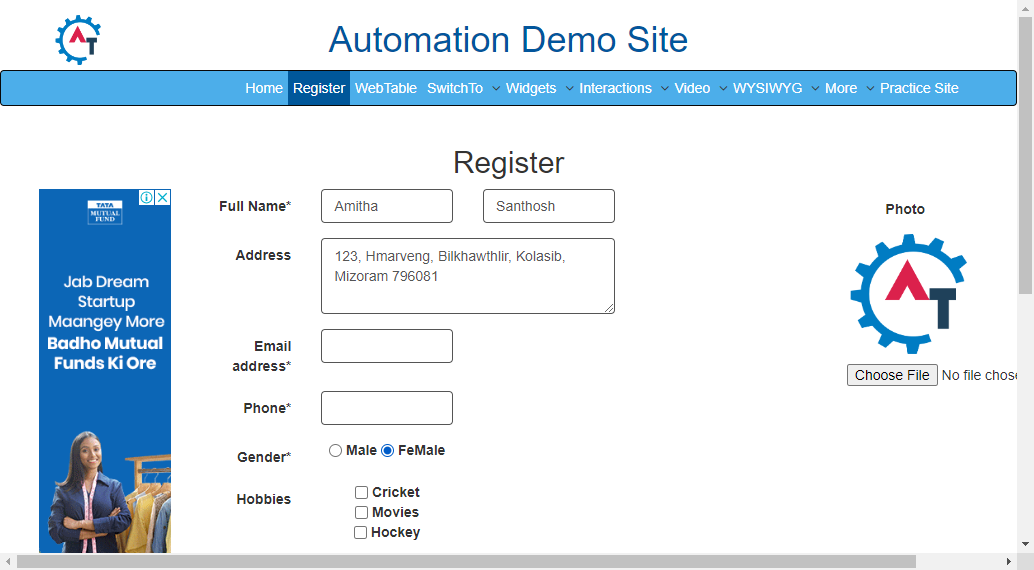 AT
Automation Demo Site
Home Register WebTable SwitchTo Widgets Interactions Video WYSIWYG More Practice Site
Register
TATA
MUTUAL
FUND
Jab Dream
Startup
Maangey More
Badho Mutual
Funds Ki Ore
Full Name* Amitha Santhosh
Address 123, Hmarveng, Bilkhawthlir, Kolasib,
Mizoram 796081
Email
address*
Phone*
Gender* Male FeMale
Hobbies Cricket
Movies
Hockey
Photo
AT
Choose File No file chose